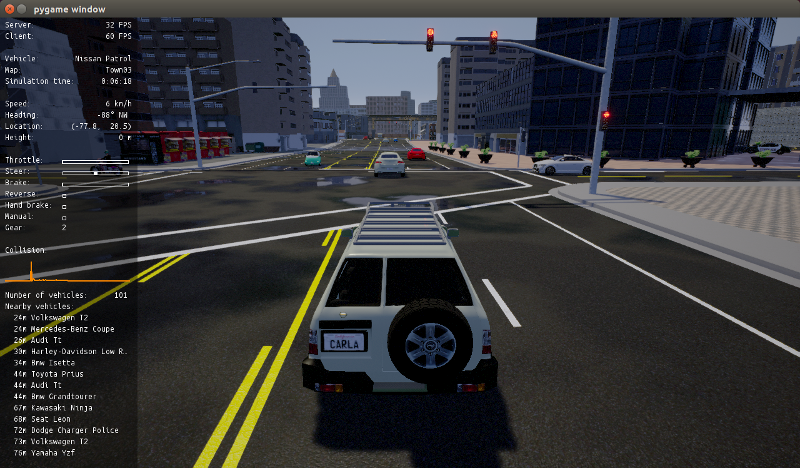 pygame window
Server: 32 FPS
Client: 60 FPS
Vehicle: Nissan Patrol
Map: Town03
Simulation time: 0:06:18
Speed: 6 km/h
Heading: -88° NW
Location: (-77.8, 20.5)
Height: 0 m
Throttle:
Steer:
Brake:
Reverse:
Hand brake:
Manual:
Gear: 2
Collision
Number of vehicles: 101
Nearby vehicles:
24m Volkswagen T2
24m Mercedes-Benz Coupe
26m Audi Tt
30m Harley-Davidson Low R.
34m Bmw Isetta
44m Toyota Prius
44m Audi Tt
44m Bmw Grandtourer
67m Kawasaki Ninja
68m Seat Leon
72m Dodge Charger Police
73m Volkswagen T2
76m Yamaha Yzf
CARLA